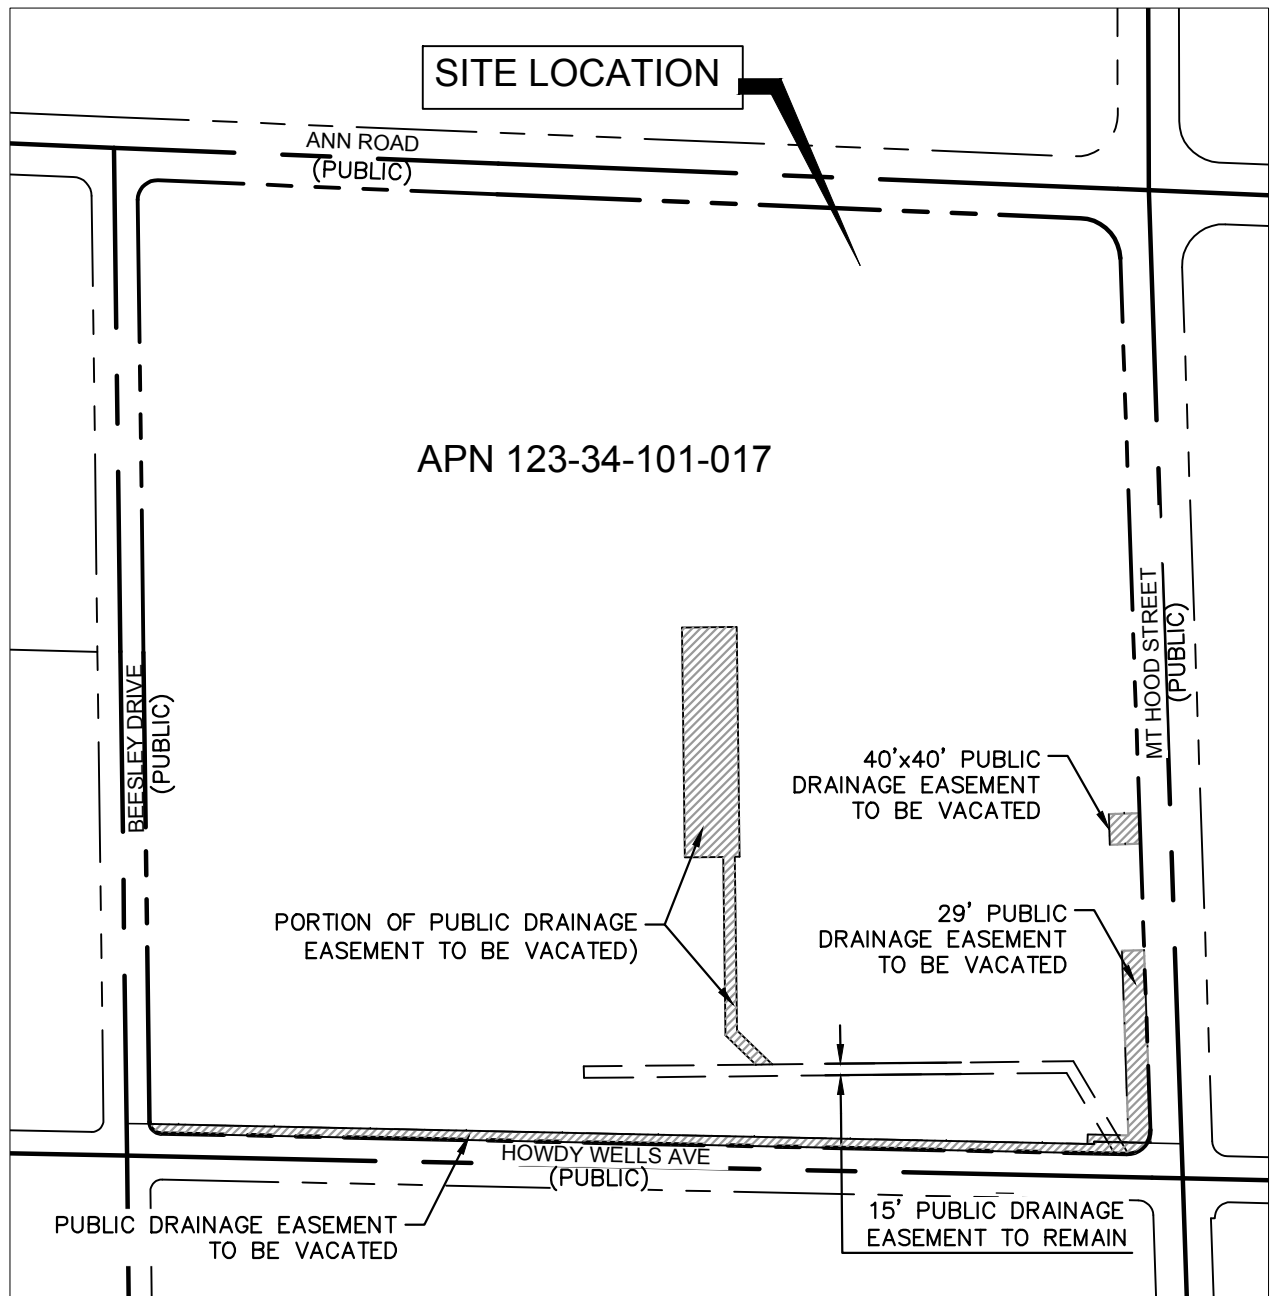 SITE LOCATION
ANN ROAD
(PUBLIC)
APN 123-34-101-017
BEESLEY DRIVE
(PUBLIC)
MT HOOD STREET
(PUBLIC)
40'x40' PUBLIC
DRAINAGE EASEMENT
TO BE VACATED
PORTION OF PUBLIC DRAINAGE
EASEMENT TO BE VACATED)
29' PUBLIC
DRAINAGE EASEMENT
TO BE VACATED
HOWDY WELLS AVE
(PUBLIC)
PUBLIC DRAINAGE EASEMENT
TO BE VACATED
15' PUBLIC DRAINAGE
EASEMENT TO REMAIN